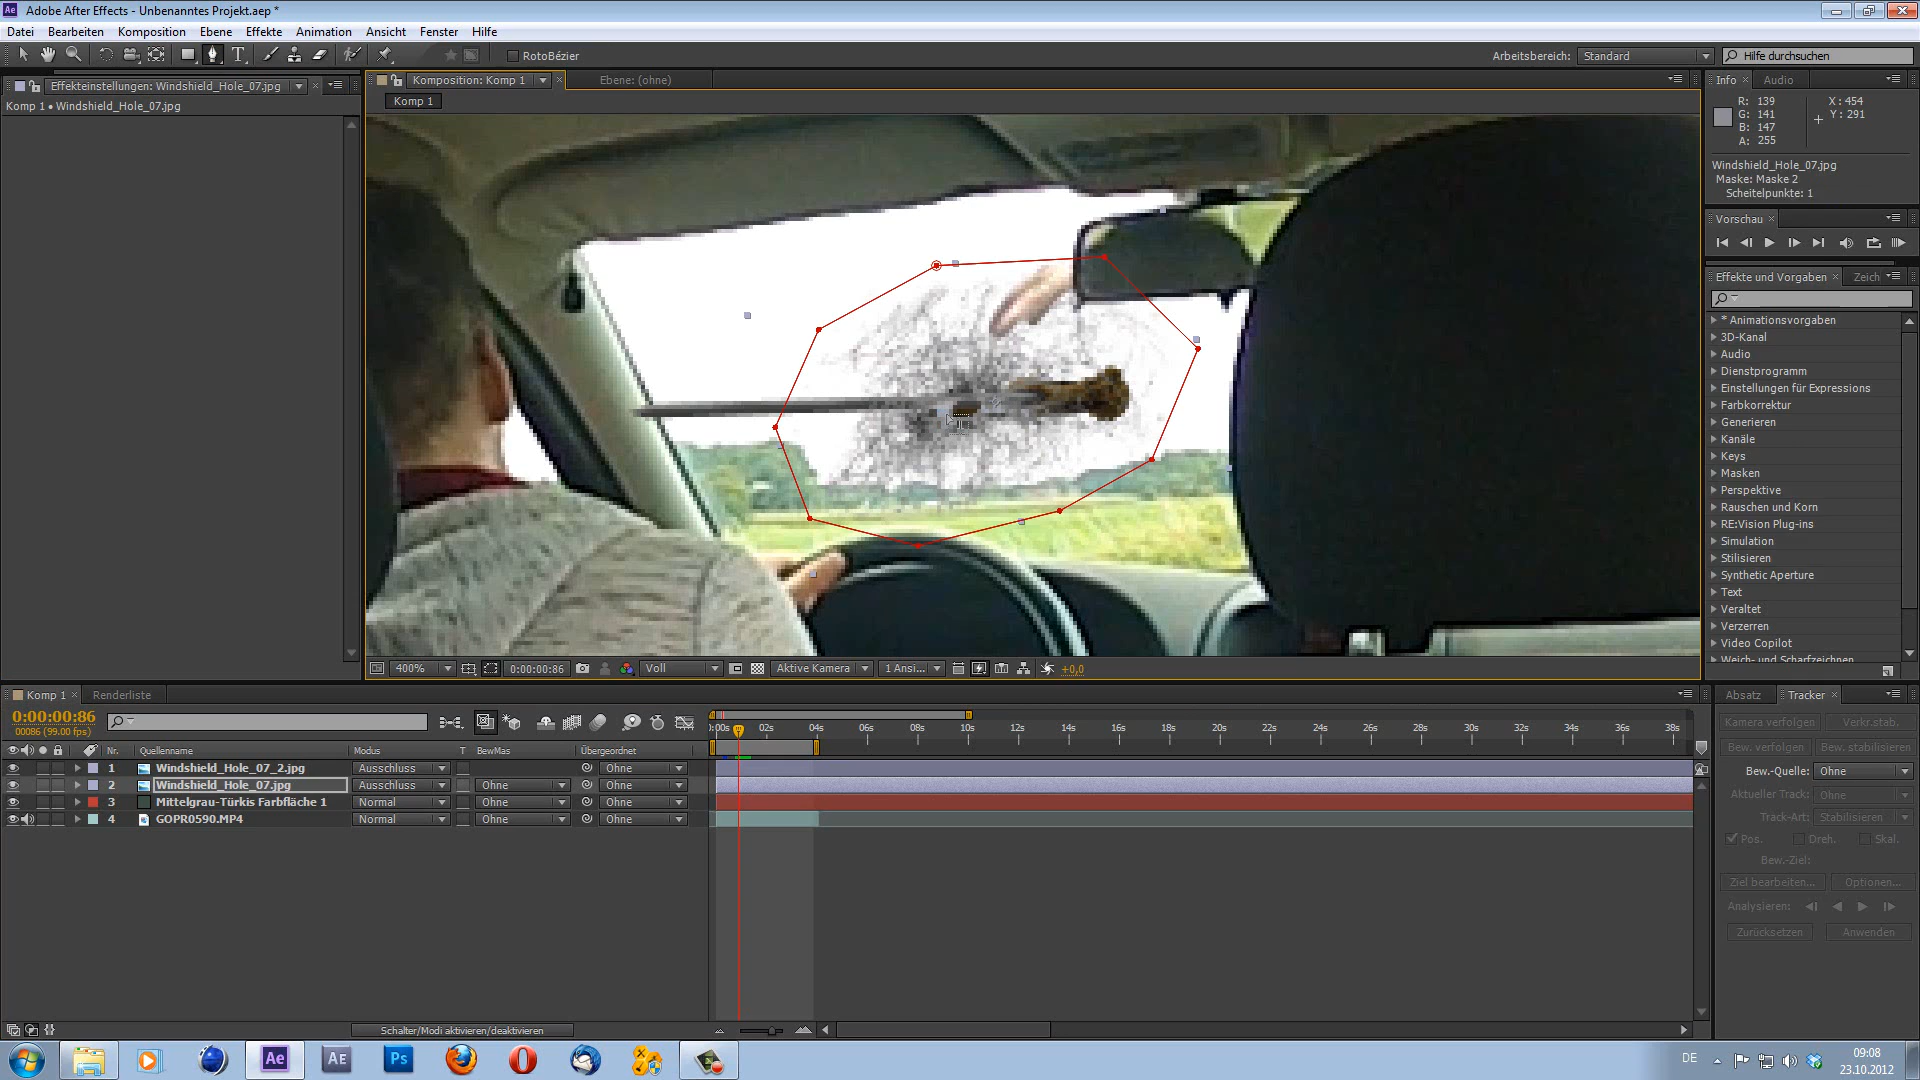 Adobe After Effects - Unbenanntes Projekt.aep *
Datei Bearbeiten Komposition Ebene Effekte Animation Ansicht Fenster Hilfe
RotoBézier
Arbeitsbereich: Standard
Hilfe durchsuchen
Effekteinstellungen: Windshield_Hole_07.jpg
Komp 1 • Windshield_Hole_07.jpg
Komposition: Komp 1
Ebene: (ohne)
Komp 1
400%
0:00:00:86
Voll
Aktive Kamera
1 Ansi...
+0,0
Info Audio
R: 139
G: 141
B: 147
A: 255
X: 454
Y: 291
Windshield_Hole_07.jpg
Maske: Maske 2
Scheitelpunkte: 1
Vorschau
Effekte und Vorgaben Zeich
* Animationsvorgaben
3D-Kanal
Audio
Dienstprogramm
Einstellungen für Expressions
Farbkorrektur
Generieren
Kanäle
Keys
Masken
Perspektive
Rauschen und Korn
RE:Vision Plug-ins
Simulation
Stilisieren
Synthetic Aperture
Text
Veraltet
Verzerren
Video Copilot
Weich- und Scharfzeichnen
Komp 1 Renderliste
0:00:00:86
00086 (99.00 fps)
Nr. Quellenname Modus T BewMas Übergeordnet
1 Windshield_Hole_07_2.jpg Ausschluss Ohne
2 Windshield_Hole_07.jpg Ausschluss Ohne Ohne
3 Mittelgrau-Türkis Farbfläche 1 Normal Ohne Ohne
4 GOPR0590.MP4 Normal Ohne Ohne
):00s 02s 04s 06s 08s 10s 12s 14s 16s 18s 20s 22s 24s 26s 28s 30s 32s 34s 36s 38s
Schalter/Modi aktivieren/deaktivieren
Absatz Tracker
Kamera verfolgen Verkr.stab.
Bew. verfolgen Bew. stabilisieren
Bew.-Quelle: Ohne
Aktueller Track: Ohne
Track-Art: Stabilisieren
Pos. Dreh. Skal.
Bew.-Ziel:
Ziel bearbeiten... Optionen...
Analysieren:
Zurücksetzen Anwenden
DE
09:08
23.10.2012